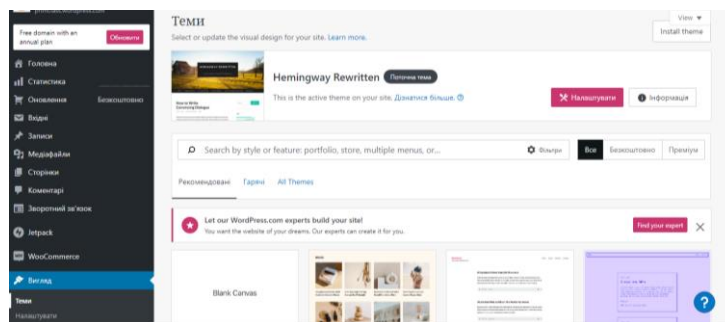 Free domain with an
annual plan
Обновити
Головна
Статистика
Оновлення Безкоштовно
Вхідні
Записи
Медіафайли
Сторінки
Коментарі
Зворотний зв'язок
Jetpack
WooCommerce
Вигляд
Теми
Налаштувати
Теми
Select or update the visual design for your site. Learn more.
View
Install theme
Hemingway Rewritten Поточна тема
This is the active theme on your site. Дізнатися більше.
Налаштувати
Інформація
Search by style or feature: portfolio, store, multiple menus, or...
Фільтри
Все Безкоштовно Преміум
Рекомендовані Гарячі All Themes
Let our WordPress.com experts build your site!
You want the website of your dreams. Our experts can create it for you.
Find your expert
Blank Canvas